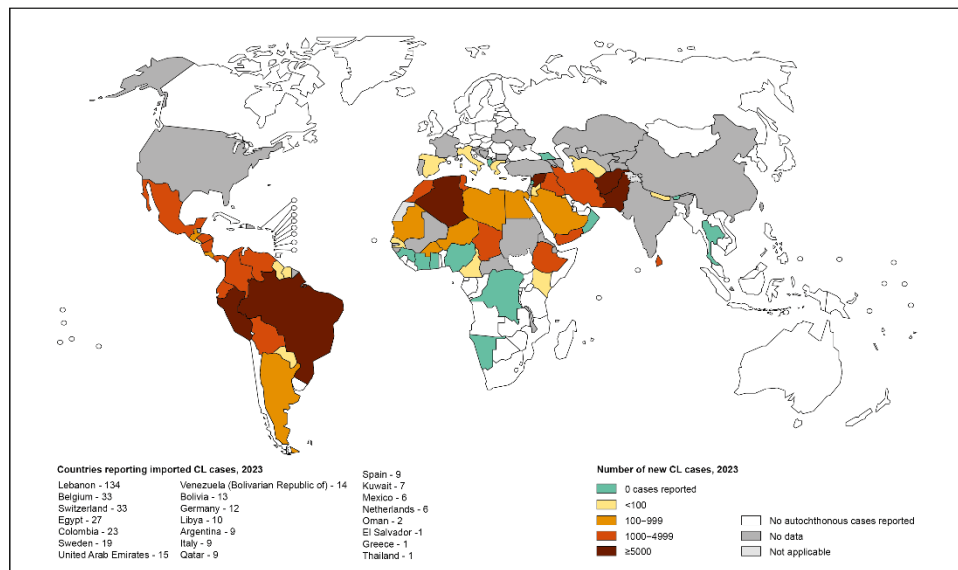 Countries reporting imported CL cases, 2023
Lebanon - 134
Belgium - 33
Switzerland - 33
Egypt - 27
Colombia - 23
Sweden - 19
United Arab Emirates - 15
Venezuela (Bolivarian Republic of) - 14
Bolivia - 13
Germany - 12
Libya - 10
Argentina - 9
Italy - 9
Qatar - 9
Spain - 9
Kuwait - 7
Mexico - 6
Netherlands - 6
Oman - 2
El Salvador -1
Greece - 1
Thailand - 1
Number of new CL cases, 2023
0 cases reported
<100
100–999
1000–4999
≥5000
No autochthonous cases reported
No data
Not applicable